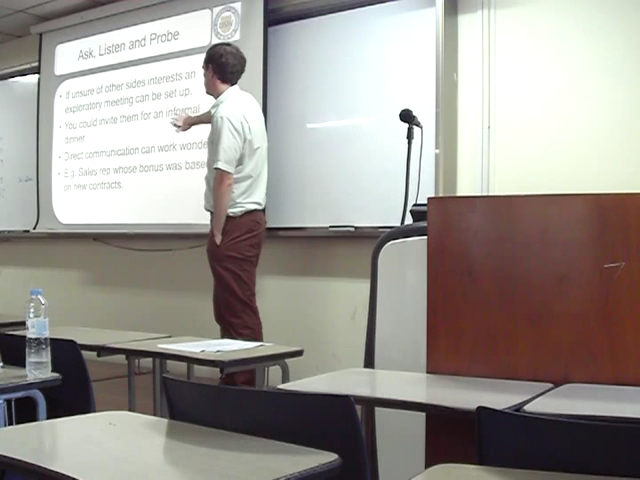 Ask, Listen and Probe
• If unsure of other sides interests an
exploratory meeting can be set up.
• You could invite them for an informal
dinner.
• Direct communication can work wonde
• E.g. Sales rep whose bonus was base
on new contracts.